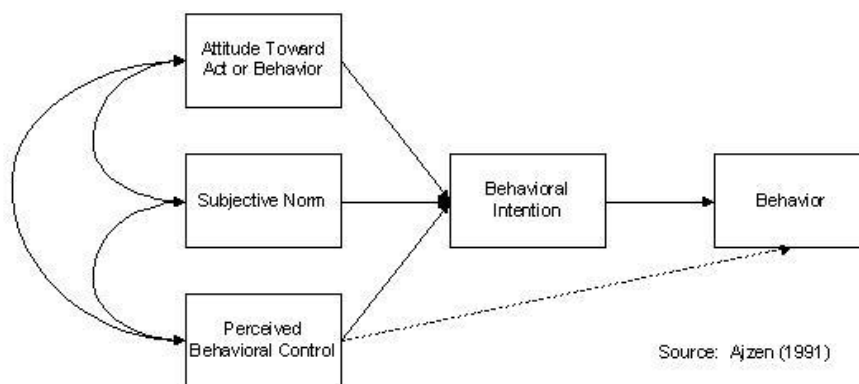 Attitude Toward
Act or Behavior
Subjective Norm
Perceived
Behavioral Control
Behavioral
Intention
Behavior
Source: Ajzen (1991)